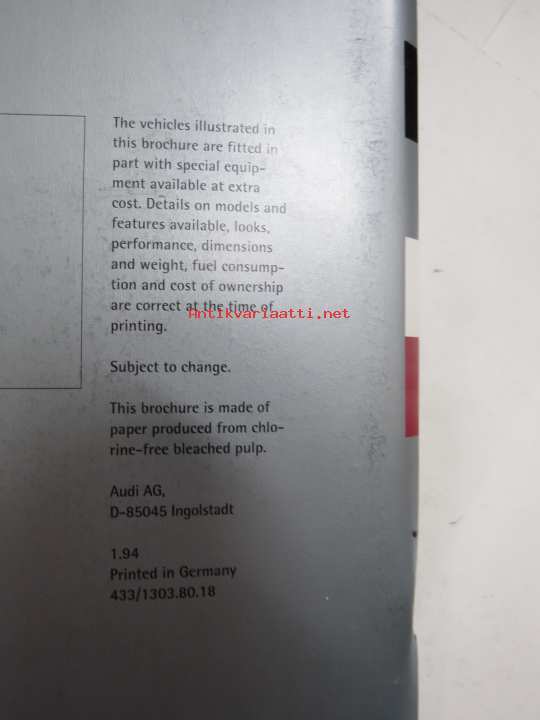 The vehicles illustrated in
this brochure are fitted in
part with special equip-
ment available at extra
cost. Details on models and
features available, looks,
performance, dimensions
and weight, fuel consump-
tion and cost of ownership
are correct at the time of
Antikvariaatti.net
printing.
Subject to change.
This brochure is made of
paper produced from chlo-
rine-free bleached pulp.
Audi AG,
D-85045 Ingolstadt
1.94
Printed in Germany
433/1303.80.18